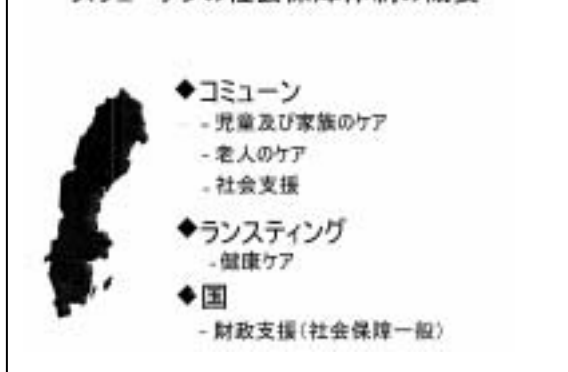 ◆コミューン
- 児童及び家族のケア
- 老人のケア
- 社会支援
◆ランスティング
- 健康ケア
◆国
- 財政支援（社会保障一般）